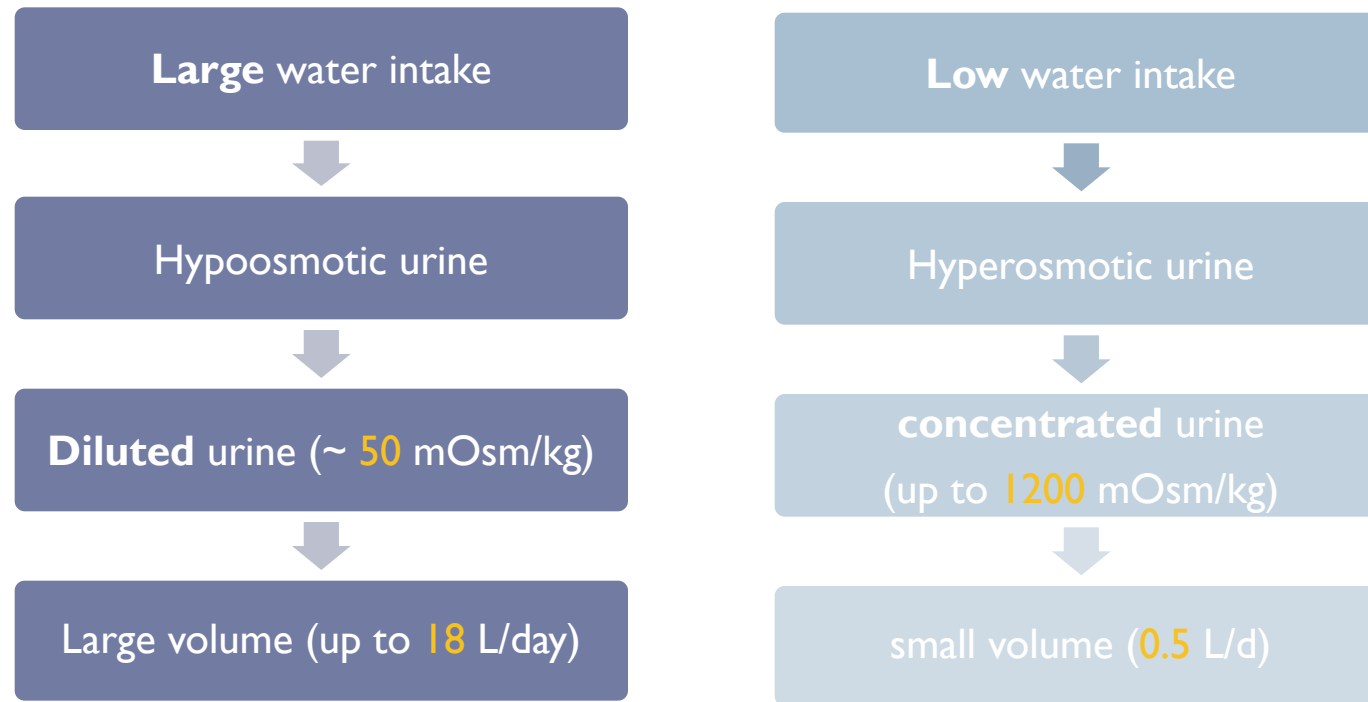 Large water intake
Hypoosmotic urine
Diluted urine (~ 50 mOsm/kg)
Large volume (up to 18 L/day)
Low water intake
Hyperosmotic urine
concentrated urine
(up to 1200 mOsm/kg)
small volume (0.5 L/d)